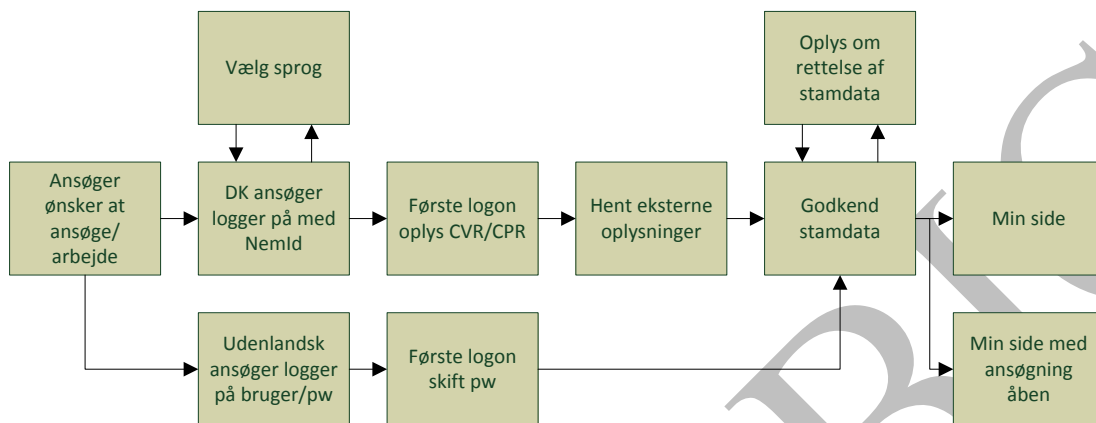 Vælg sprog
Oplys om
rettelse af
stamdata
Ansøger
ønsker at
ansøge/
arbejde
DK ansøger
logger på med
NemId
Første logon
oplys CVR/CPR
Hent eksterne
oplysninger
Godkend
stamdata
Min side
Udenlandsk
ansøger logger
på bruger/pw
Første logon
skift pw
Min side med
ansøgning
åben